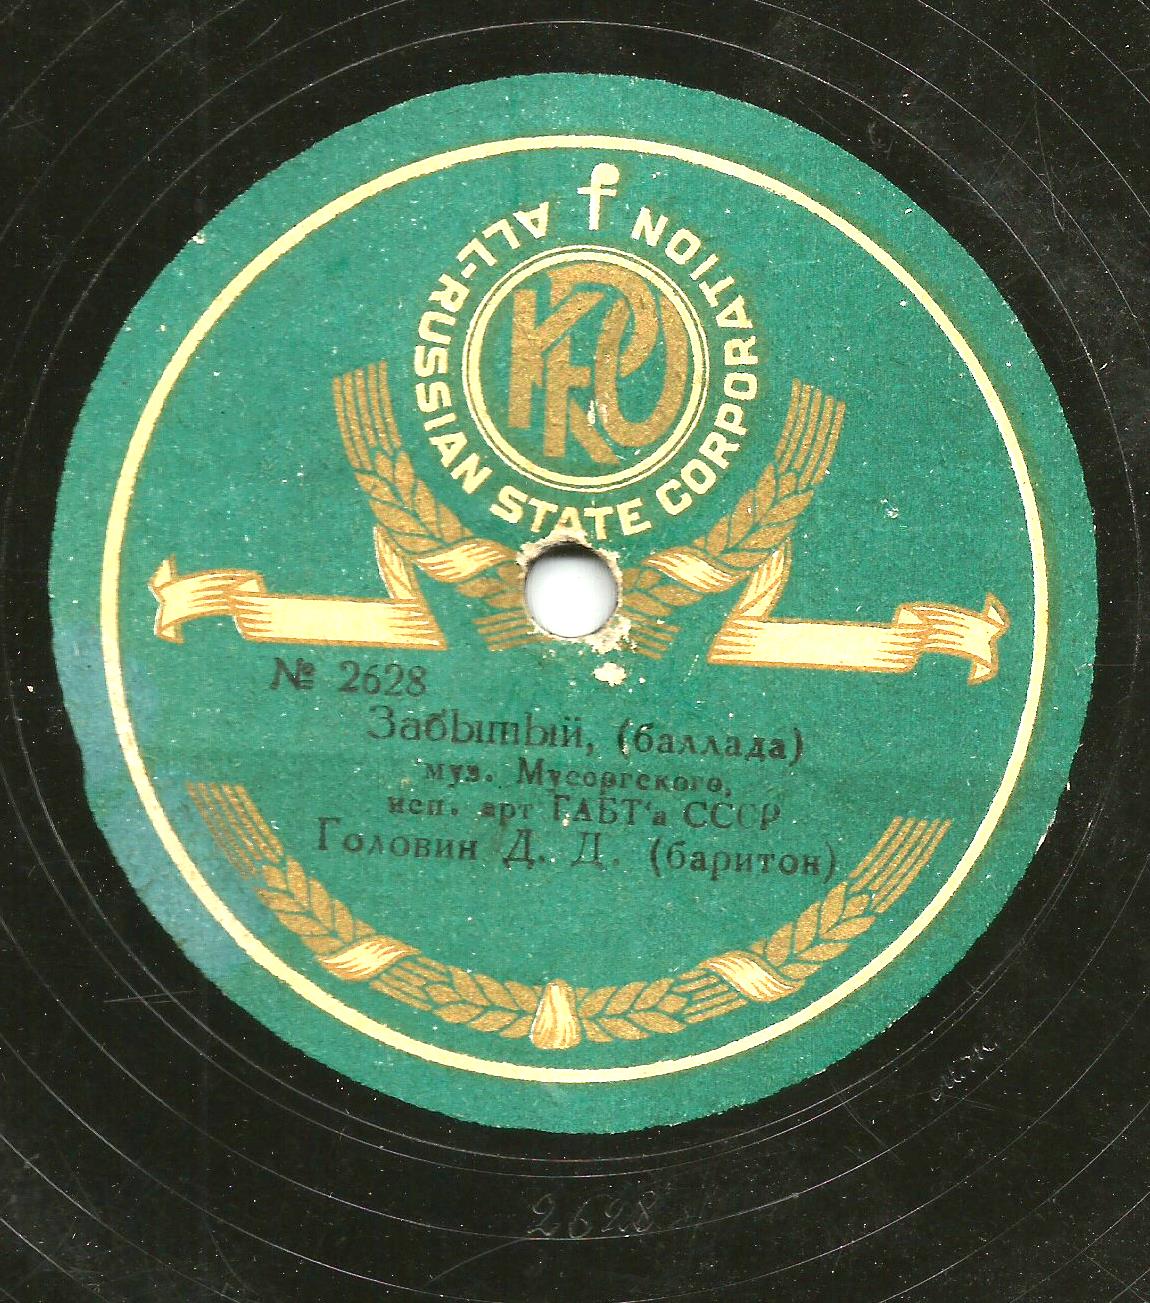 ALL-RUSSIAN STATE CORPORATION
№ 2628
Забытый, (баллада)
муз. Мусоргского,
исп. арт ГАБТ'а СССР
Головин Д. Д. (баритон)
2628